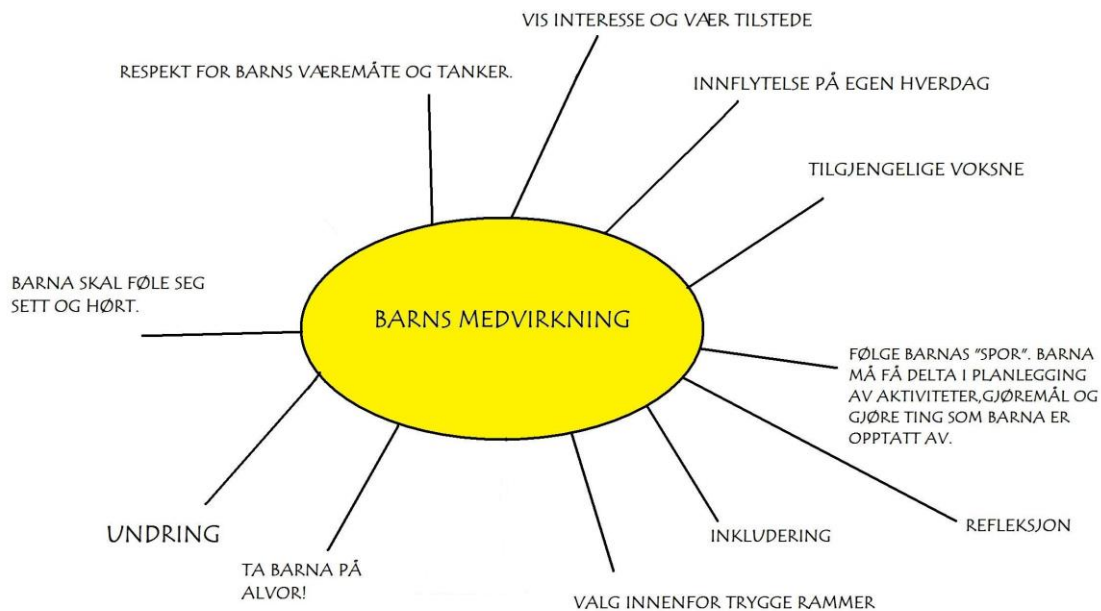 VIS INTERESSE OG VÆR TILSTEDE
RESPEKT FOR BARNS VÆREMÅTE OG TANKER.
INNFLYTELSE PÅ EGEN HVERDAG
TILGJENGELIGE VOKSNE
BARNA SKAL FØLE SEG
SETT OG HØRT.
BARNS MEDVIRKNING
FØLGE BARNAS "SPOR". BARNA
MÅ FÅ DELTA I PLANLEGGING
AV AKTIVITETER,GJØREMÅL OG
GJØRE TING SOM BARNA ER
OPPTATT AV.
UNDRING
REFLEKSJON
INKLUDERING
TA BARNA PÅ
ALVOR!
VALG INNENFOR TRYGGE RAMMER